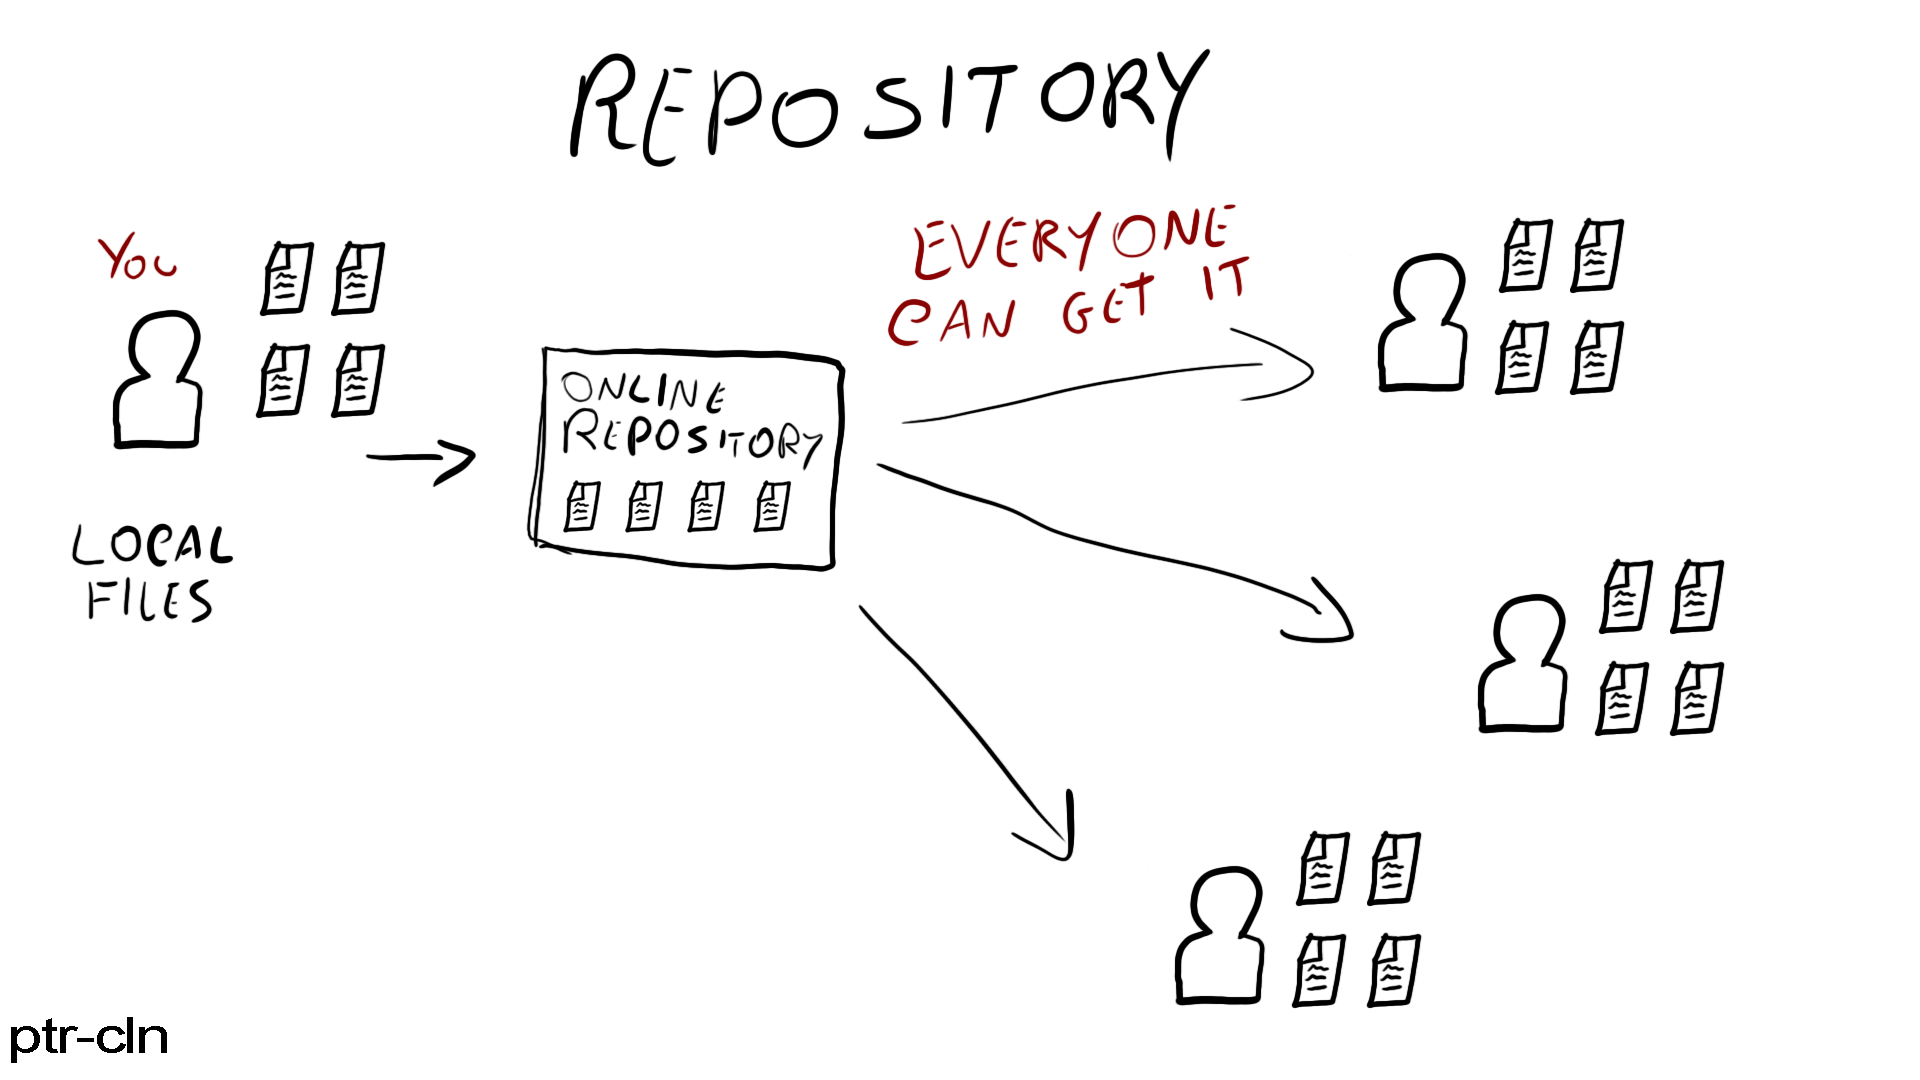 REPOSITORY
YOU
EVERYONE
CAN GET IT
ONLINE
REPOSITORY
LOCAL
FILES
ptr-cln